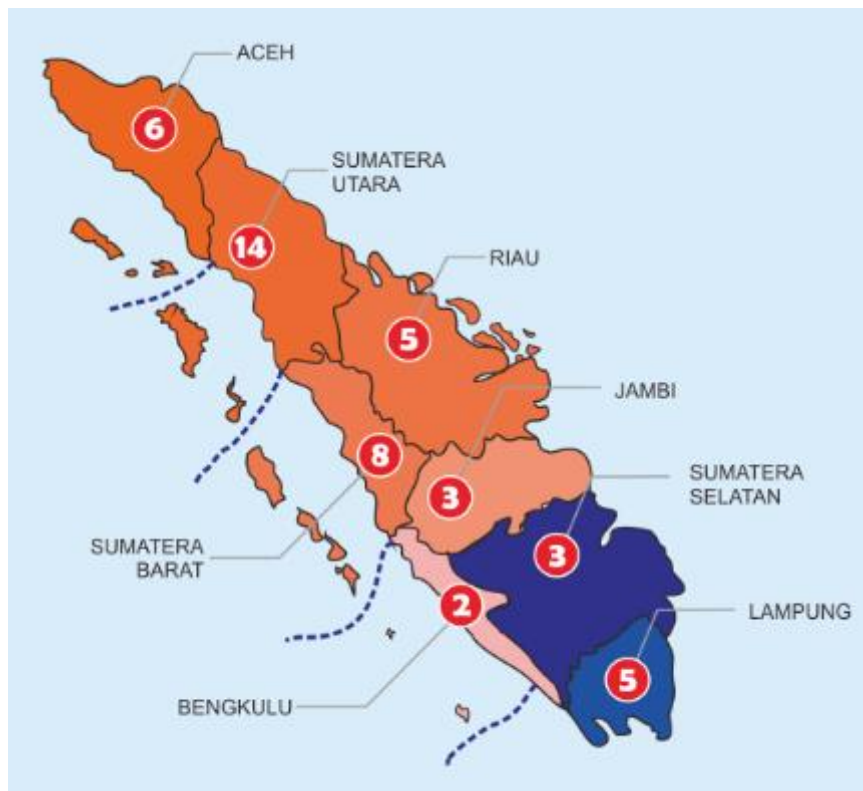 ACEH
6
SUMATERA
UTARA
14
RIAU
5
JAMBI
8
3
SUMATERA
SELATAN
SUMATERA
BARAT
3
2
LAMPUNG
5
BENGKULU